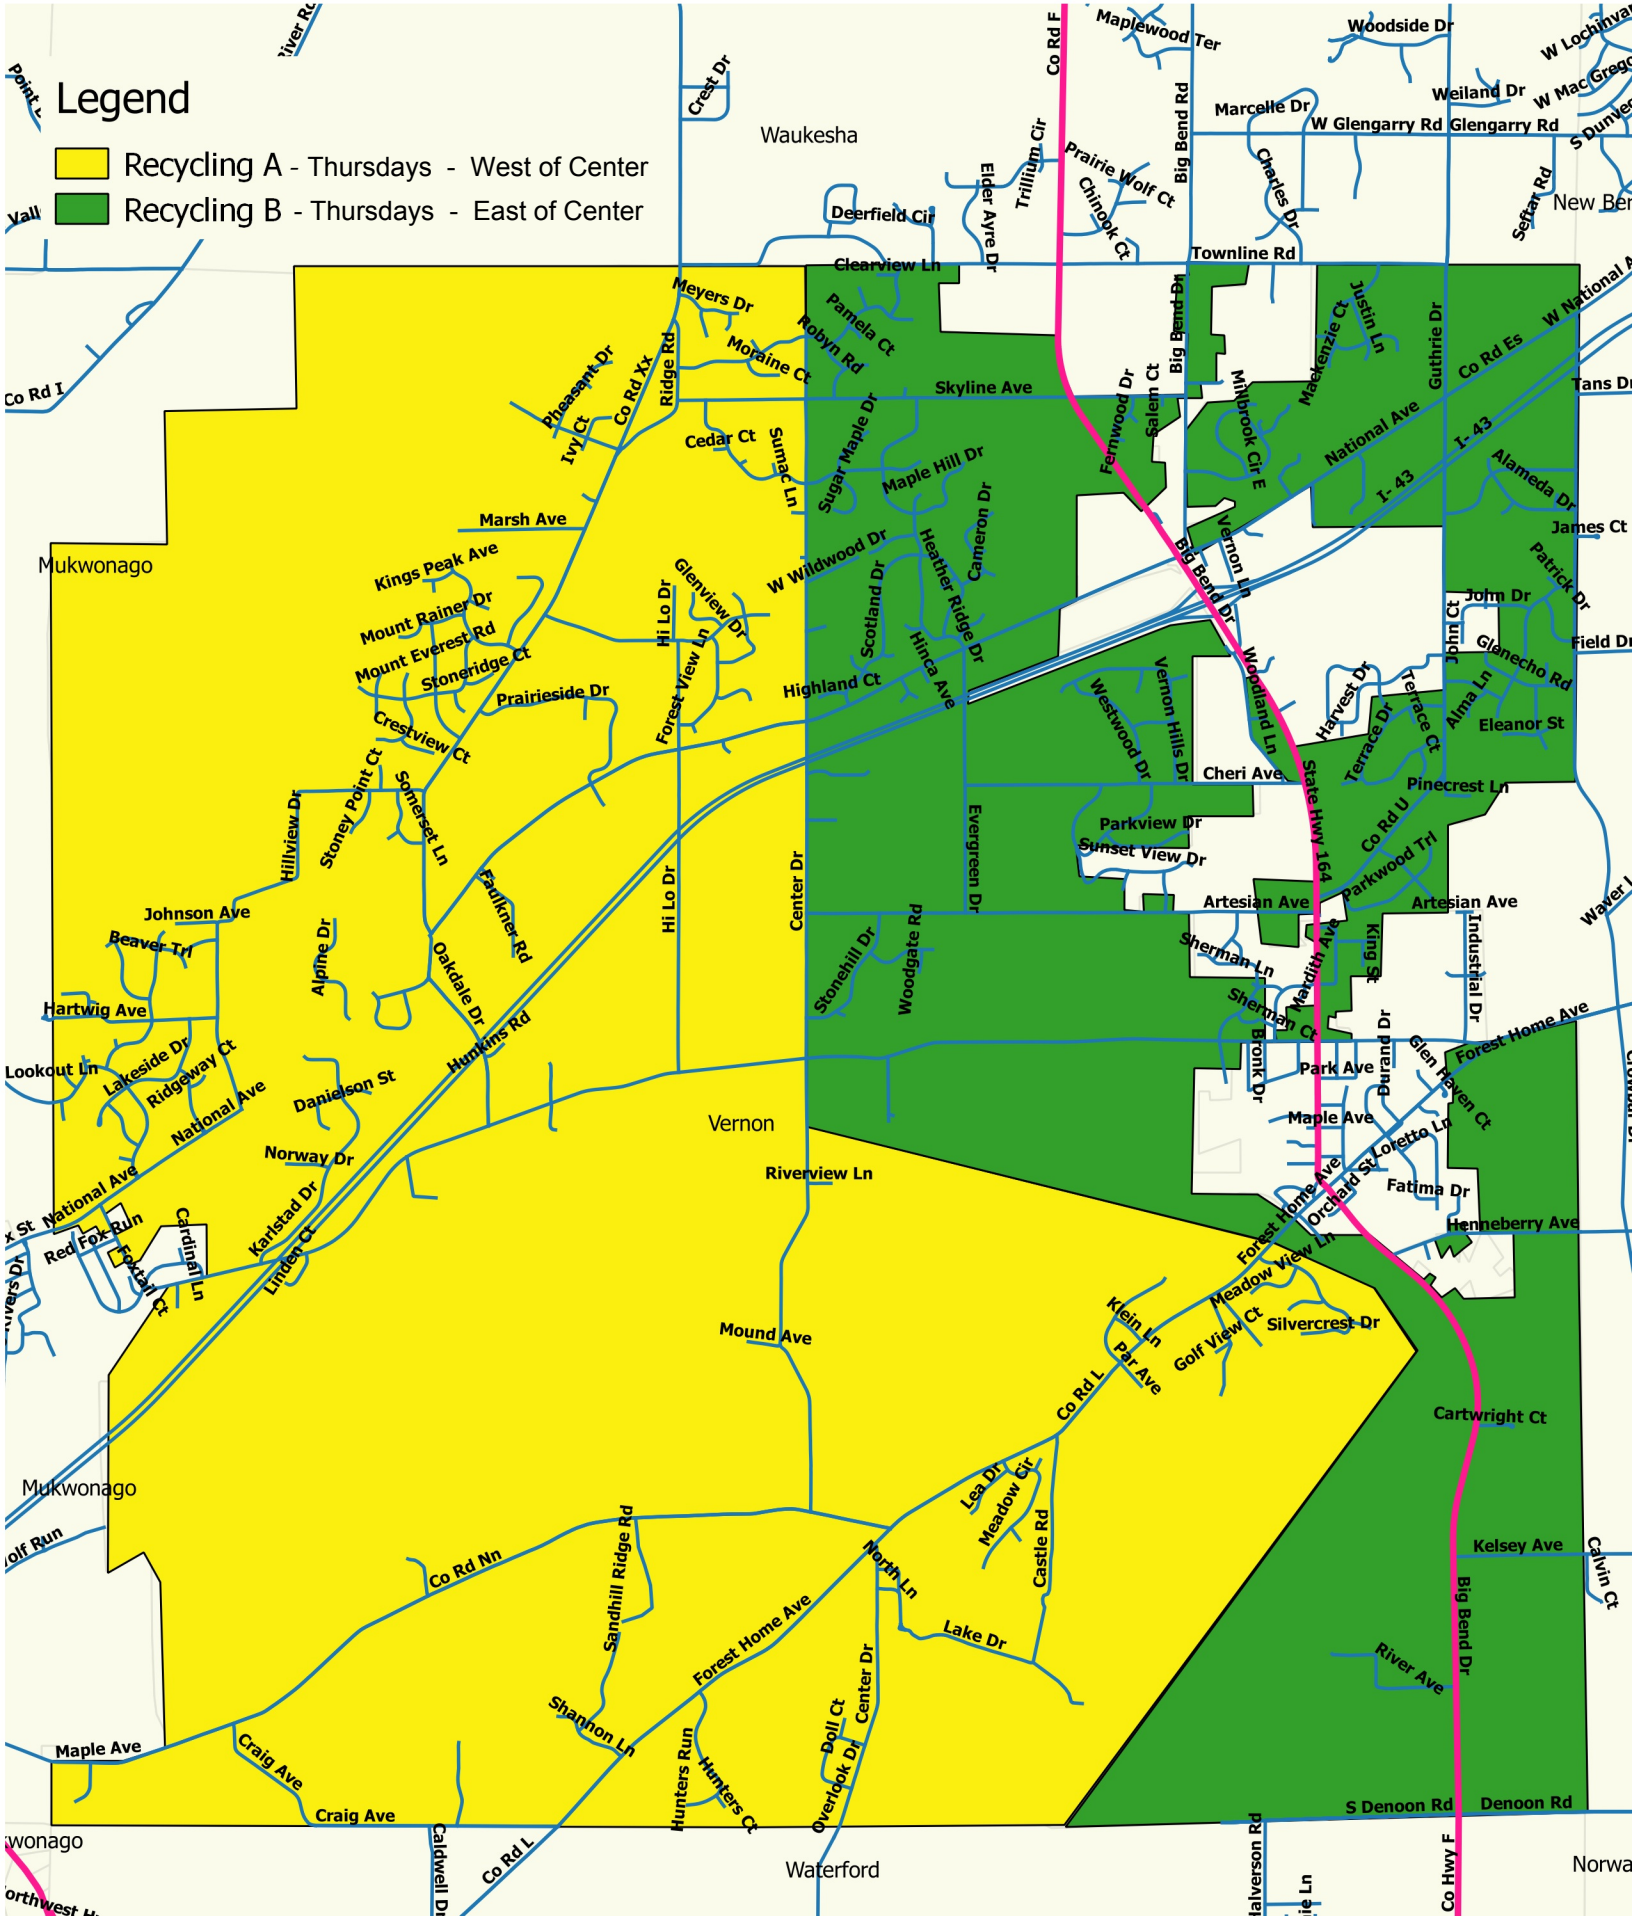 River Rd
Co Rd F
Maplewood Ter
Woodside Dr
Crest Dr
Legend
Waukesha
Big Bend Rd
Marcelle Dr
Weiland Dr
W Glengarry Rd
Glengarry Rd
Recycling A - Thursdays - West of Center
Recycling B - Thursdays - East of Center
Trillium Cir
Elder Ayre Dr
Prairie Wolf Ct
Chinook Ct
Charles Dr
Seftar Rd
Deerfield Cir
Townline Rd
Clearview Ln
Meyers Dr
Pamela Ct
Robyn Rd
Moraine Ct
Ridge Rd
Co Rd Xx
Pheasant Dr
Ivy Ct
Co Rd I
Big Bend Dr
Justin Ln
Mackenzie Ct
Guthrie Dr
Co Rd Es
Skyline Ave
Fernwood Dr
Salem Ct
Millbrook Cir E
National Ave
Cedar Ct
Sumac Ln
Sugar Maple Dr
Maple Hill Dr
I- 43
I- 43
Alameda Dr
James Ct
Marsh Ave
Mukwonago
Kings Peak Ave
Mount Rainer Dr
Mount Everest Rd
Stoneridge Ct
Prairieside Dr
Crestview Ct
Hi Lo Dr
Glenview Dr
Forest View Ln
W Wildwood Dr
Scotland Dr
Heather Ridge Dr
Cameron Dr
Hinca Ave
Highland Ct
Big Bend Dr
Vernon Ln
Patrick Dr
John Dr
John Ct
Glenecho Rd
Alma Ln
Eleanor St
Woodland Ln
Westwood Dr
Vernon Hills Dr
Harvest Dr
Terrace Dr
Terrace Ct
Cheri Ave
Pinecrest Ln
State Hwy 164
Co Rd U
Parkwood Trl
Parkview Dr
Sunset View Dr
Evergreen Dr
Stoney Point Ct
Somerset Ln
Hillview Dr
Faulkner Rd
Hi Lo Dr
Center Dr
Johnson Ave
Beaver Trl
Alpine Dr
Oakdale Dr
Stonehill Dr
Woodgate Rd
Artesian Ave
Artesian Ave
Sherman Ln
Sherman Ct
Mardith Ave
King St
Industrial Dr
Hartwig Ave
Lookout Ln
Lakeside Dr
Ridgeway Ct
National Ave
Danielson St
Hunkins Rd
Bronk Dr
Park Ave
Durand Dr
Glen Haven Ct
Forest Home Ave
Maple Ave
Loretto Ln
Fatima Dr
Orchard St
Forest Home Ave
Vernon
Norway Dr
Riverview Ln
National Ave
Red Fox Run
Foxtail Ct
Cardinal Ln
Karlstad Dr
Linden Ct
Henneberry Ave
Meadow View Ln
Golf View Ct
Silvercrest Dr
Klein Ln
Par Ave
Mound Ave
Co Rd L
Cartwright Ct
Mukwonago
Lea Dr
Meadow Cir
Castle Rd
Kelsey Ave
Calvin Ct
Co Rd Nn
Sandhill Ridge Rd
North Ln
Lake Dr
Forest Home Ave
Center Dr
Big Bend Dr
River Ave
Shannon Ln
Hunters Run
Hunters Ct
Doll Ct
Overlook Dr
Maple Ave
Craig Ave
Craig Ave
S Denoon Rd
Denoon Rd
Caldwell Dr
Co Rd L
Waterford
Halverson Rd
Co Hwy F